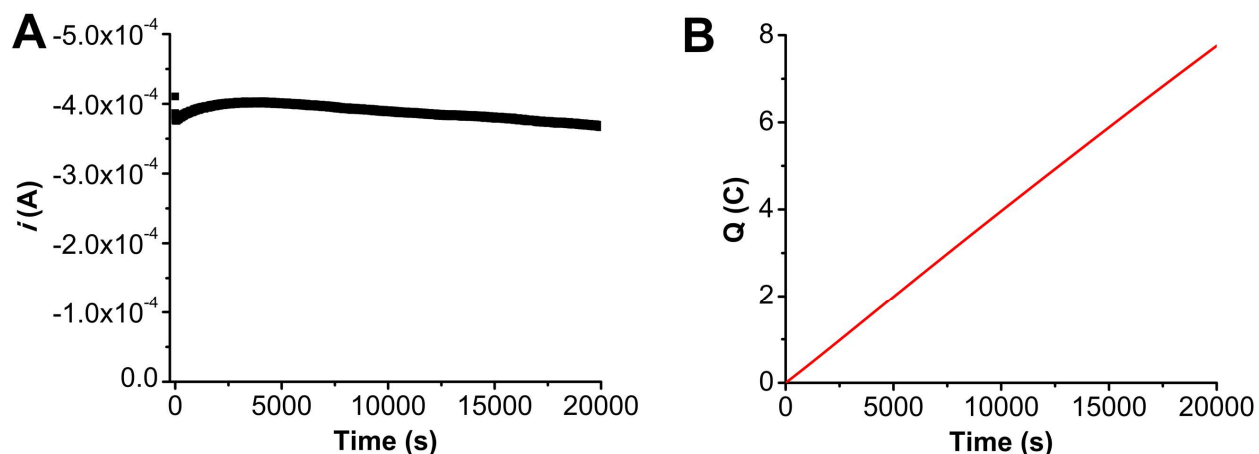 A
-5.0x10⁻⁴
-4.0x10⁻⁴
-3.0x10⁻⁴
-2.0x10⁻⁴
-1.0x10⁻⁴
0.0
i (A)
0 5000 10000 15000 20000
Time (s)
B
8
6
4
2
0
Q (C)
0 5000 10000 15000 20000
Time (s)